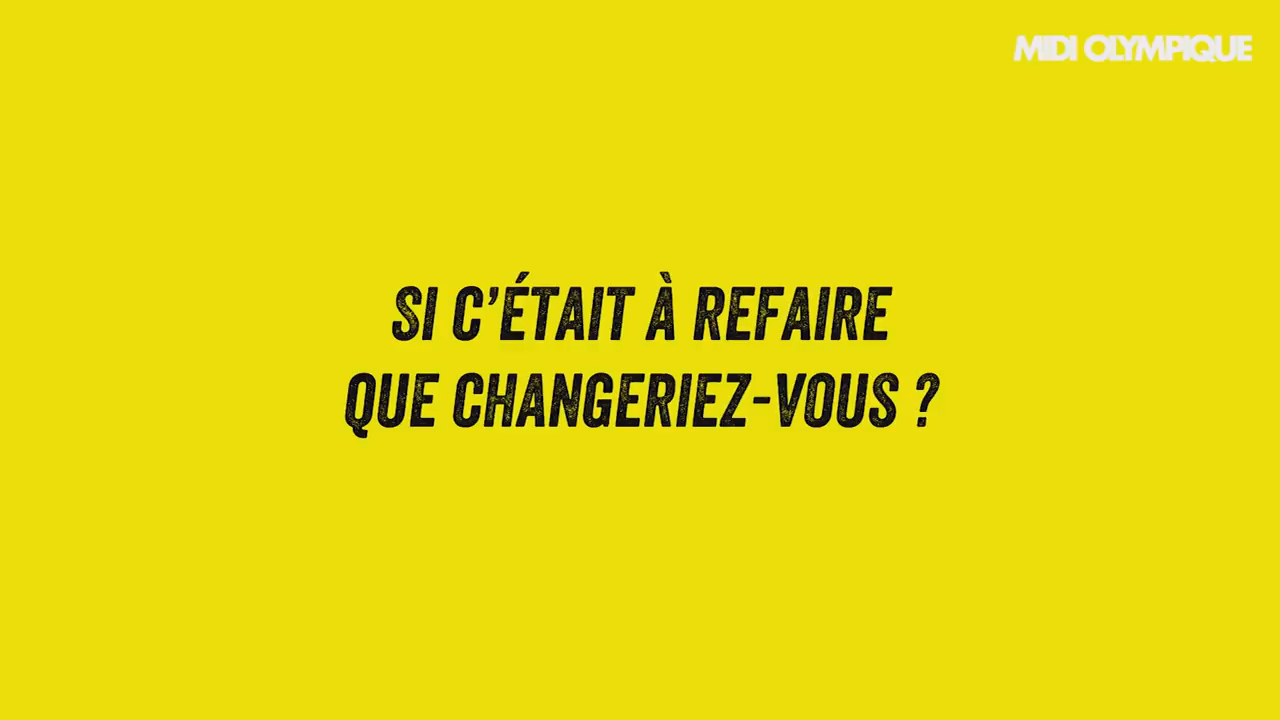 MIDI OLYMPIQUE
SI C'ÉTAIT À REFAIRE
QUE CHANGERIEZ-VOUS ?